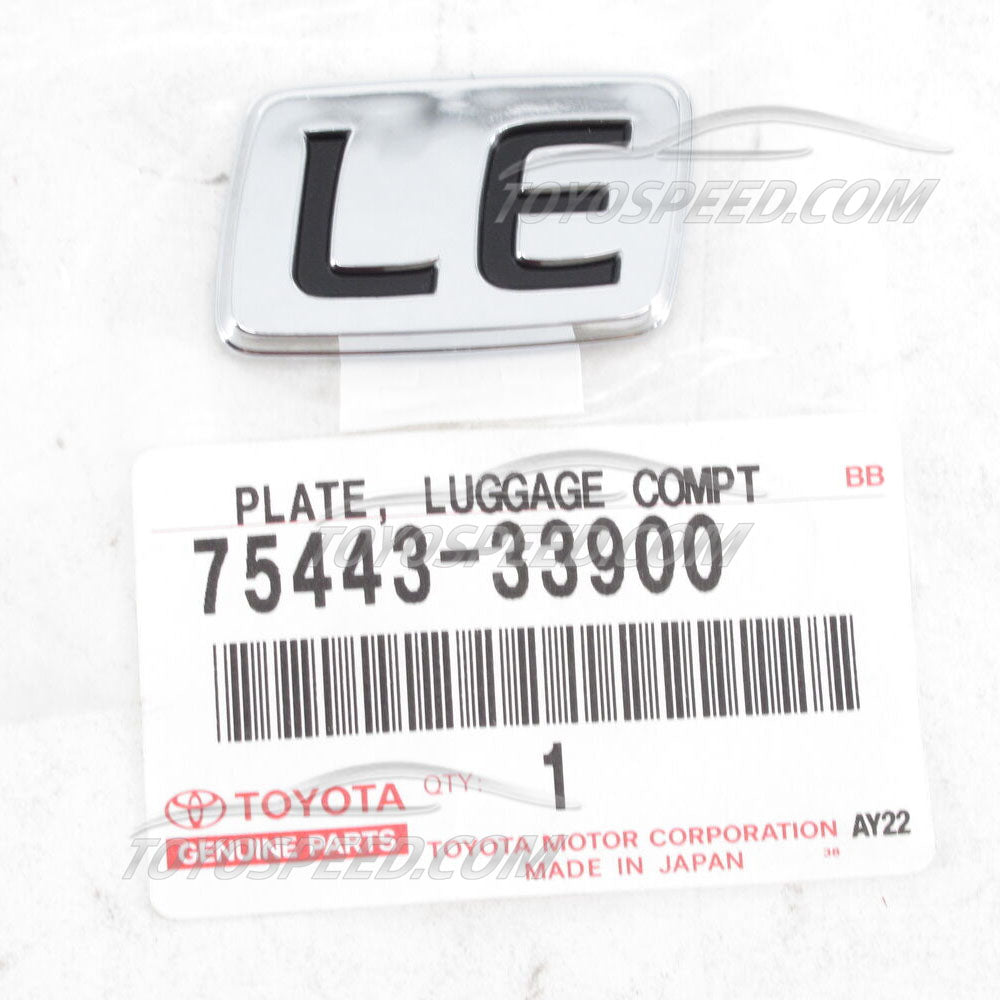 LE
TOYOSPEED.COM
PLATE, LUGGAGE COMPT
BB
TOYOSPEED.COM
75443-33900
TOYOTA
QTY:
1
GENUINE PARTS
TOYOTA MOTOR CORPORATION
AY22
MADE IN JAPAN
38
TOYOSPEED.COM